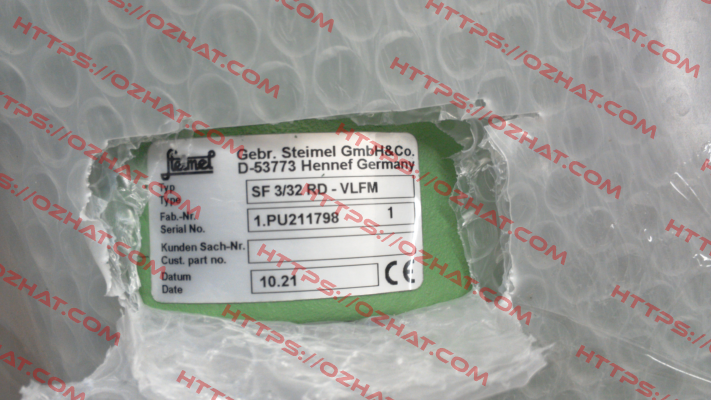 Steimel
Gebr. Steimel GmbH&Co.
D-53773 Hennef Germany
Typ
Type
SF 3/32 RD - VLFM
Fab.-Nr.
Serial No.
1.PU211798 1
Kunden Sach-Nr.
Cust. part no.
Datum
Date
10.21
CE
HTTPS://OZHAT.COM